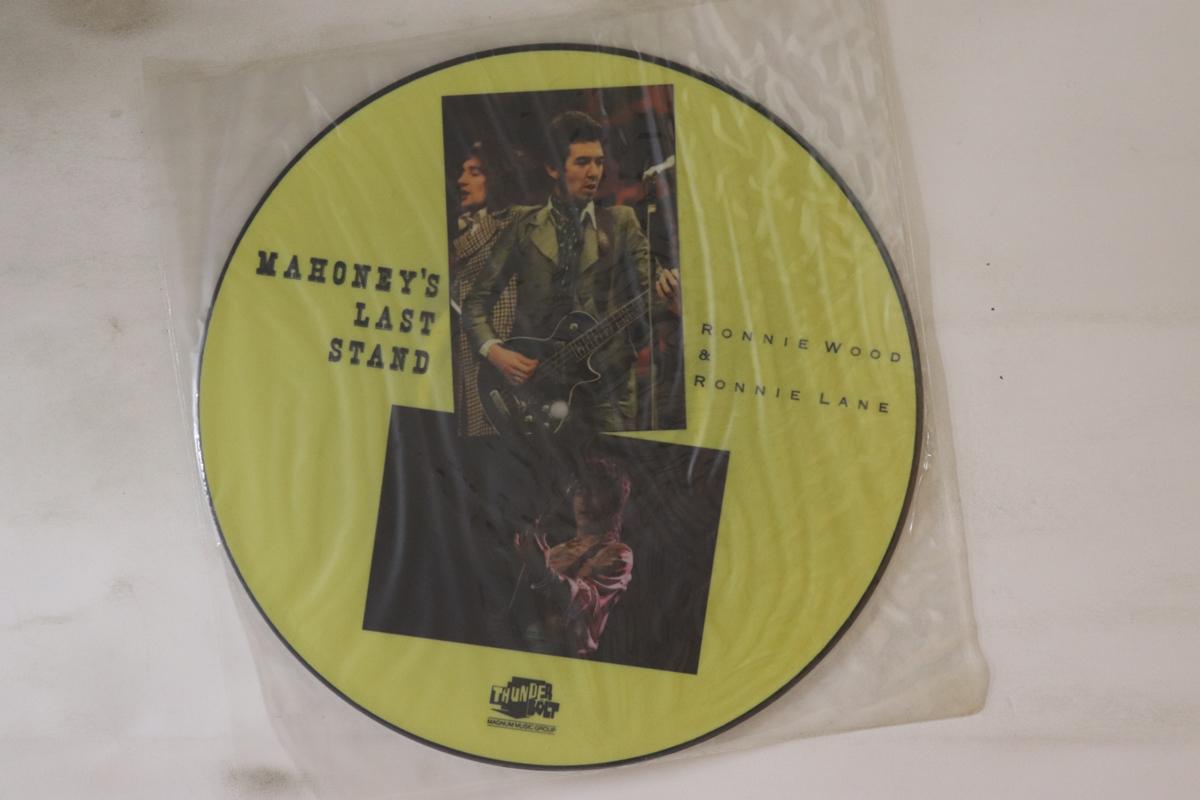 MAHONEY'S
LAST
STAND
RONNIE WOOD
&
RONNIE LANE
THUNDER
BOLT
MAGNUM MUSIC GROUP